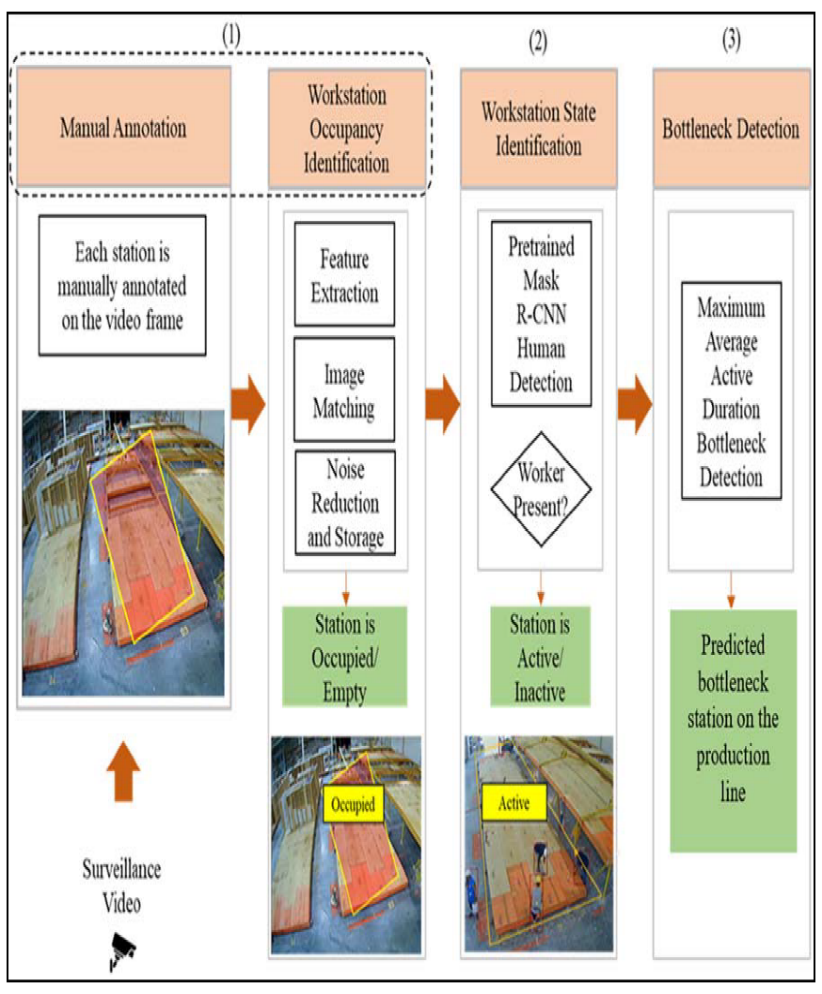 (1)
(2)
(3)
Manual Annotation
Workstation
Occupancy
Identification
Workstation State
Identification
Bottleneck Detection
Each station is
manually annotated
on the video frame
Feature
Extraction
Image
Matching
Noise
Reduction
and Storage
Station is
Occupied/
Empty
Occupied
Pretrained
Mask
R-CNN
Human
Detection
Worker
Present?
Station is
Active/
Inactive
Active
Maximum
Average
Active
Duration
Bottleneck
Detection
Predicted
bottleneck
station on the
production
line
Surveillance
Video